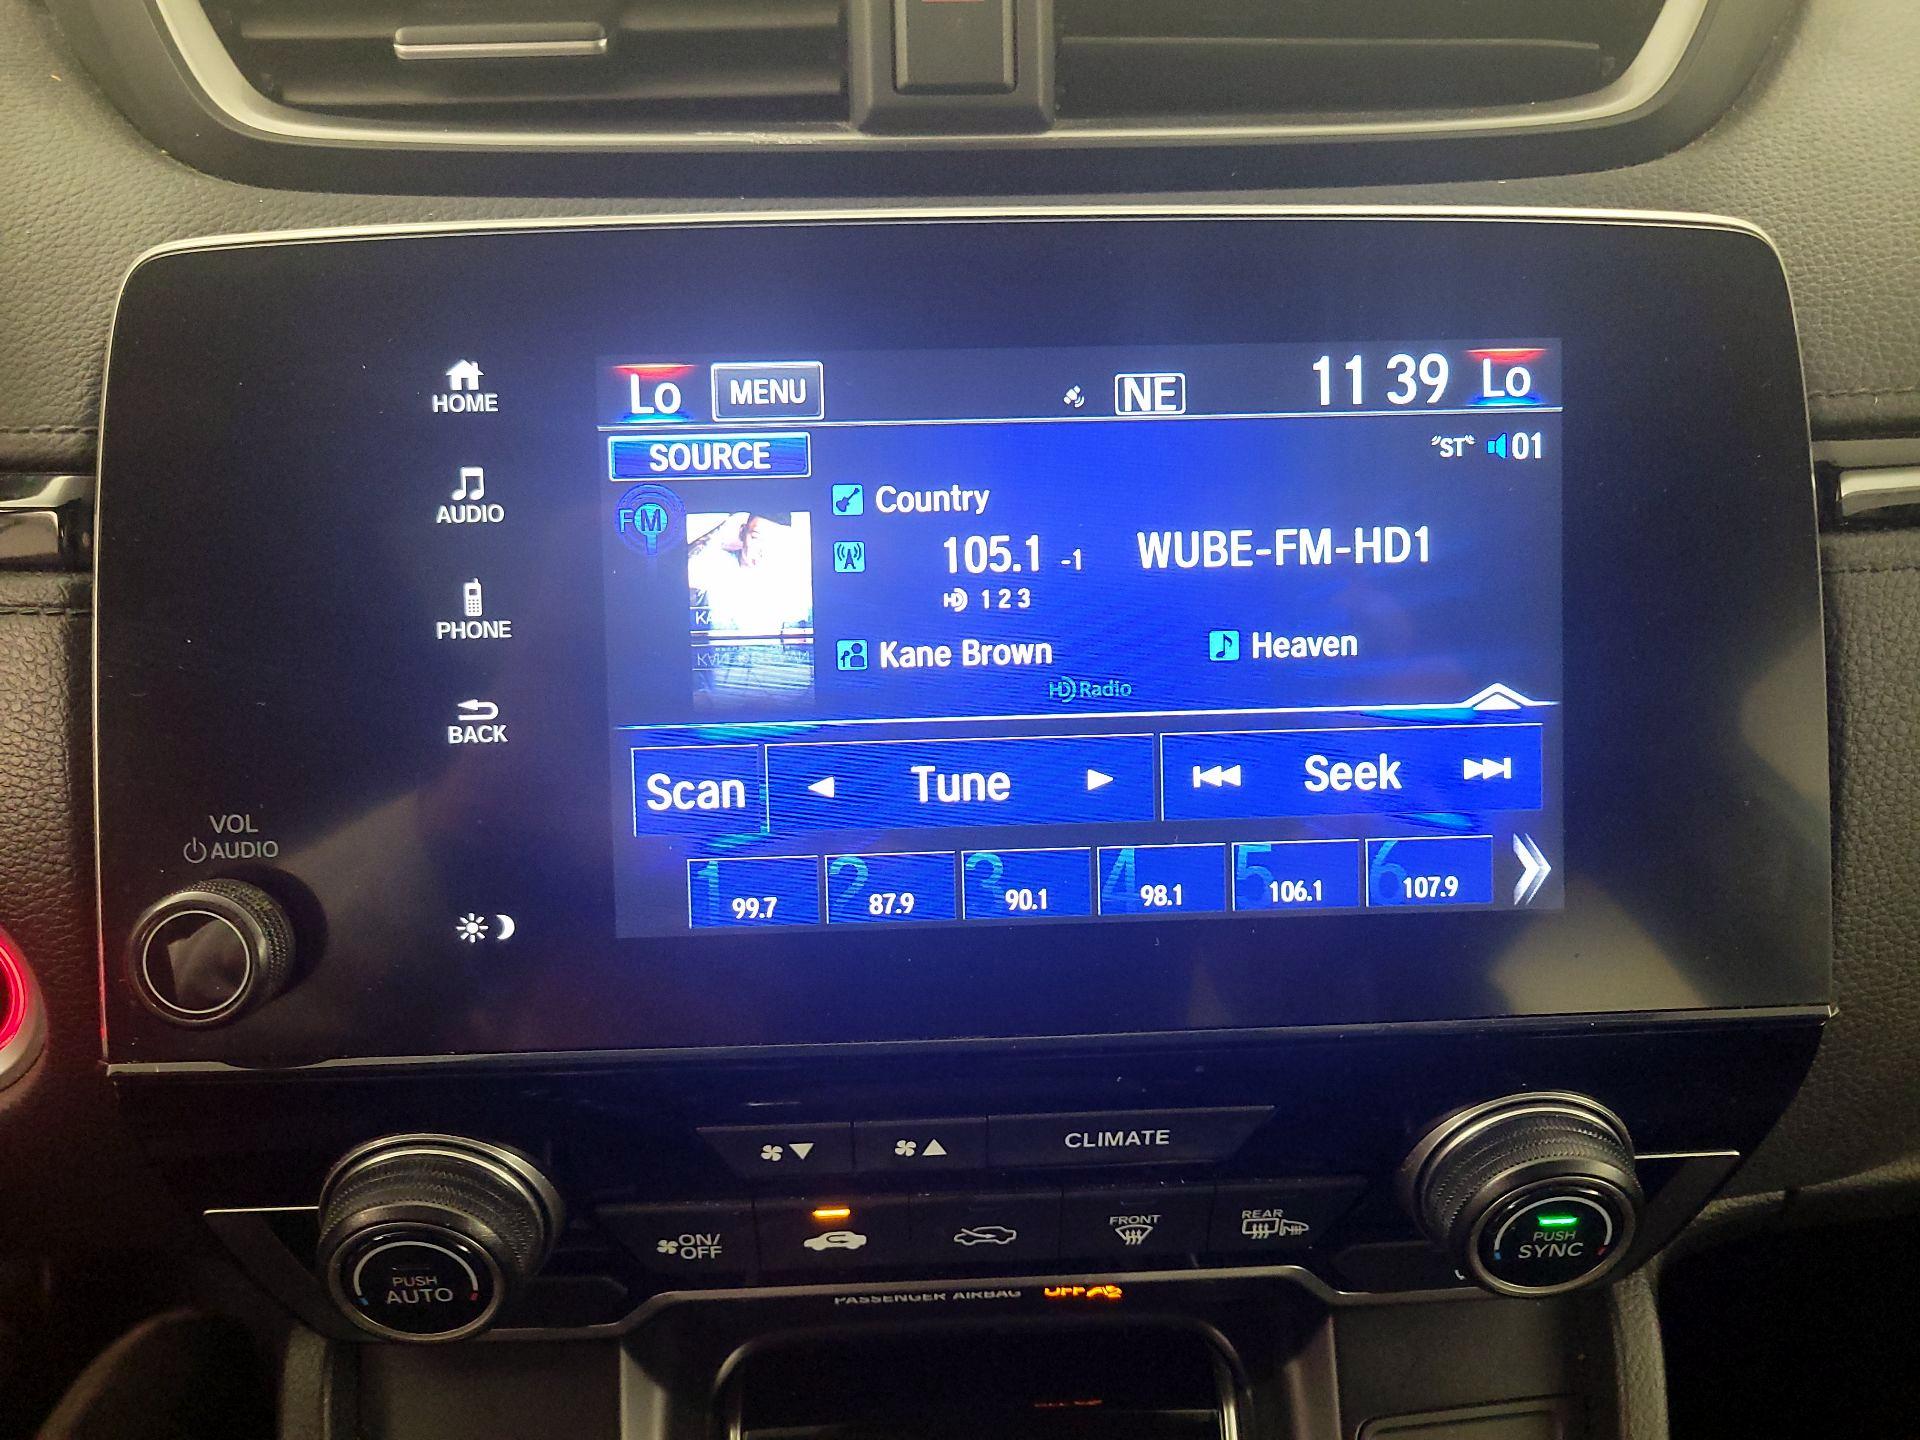 HOME
AUDIO
PHONE
BACK
VOL
AUDIO
Lo MENU NE 11 39 Lo
SOURCE "ST" 01
FM
Country
105.1 -1 WUBE-FM-HD1
HD 1 2 3
Kane Brown Heaven
HD Radio
Scan Tune Seek
1 99.7 2 87.9 3 90.1 4 98.1 5 106.1 6 107.9
CLIMATE
ON/
OFF
FRONT
REAR
PUSH
AUTO
PUSH
SYNC
PASSENGER AIRBAG OFF